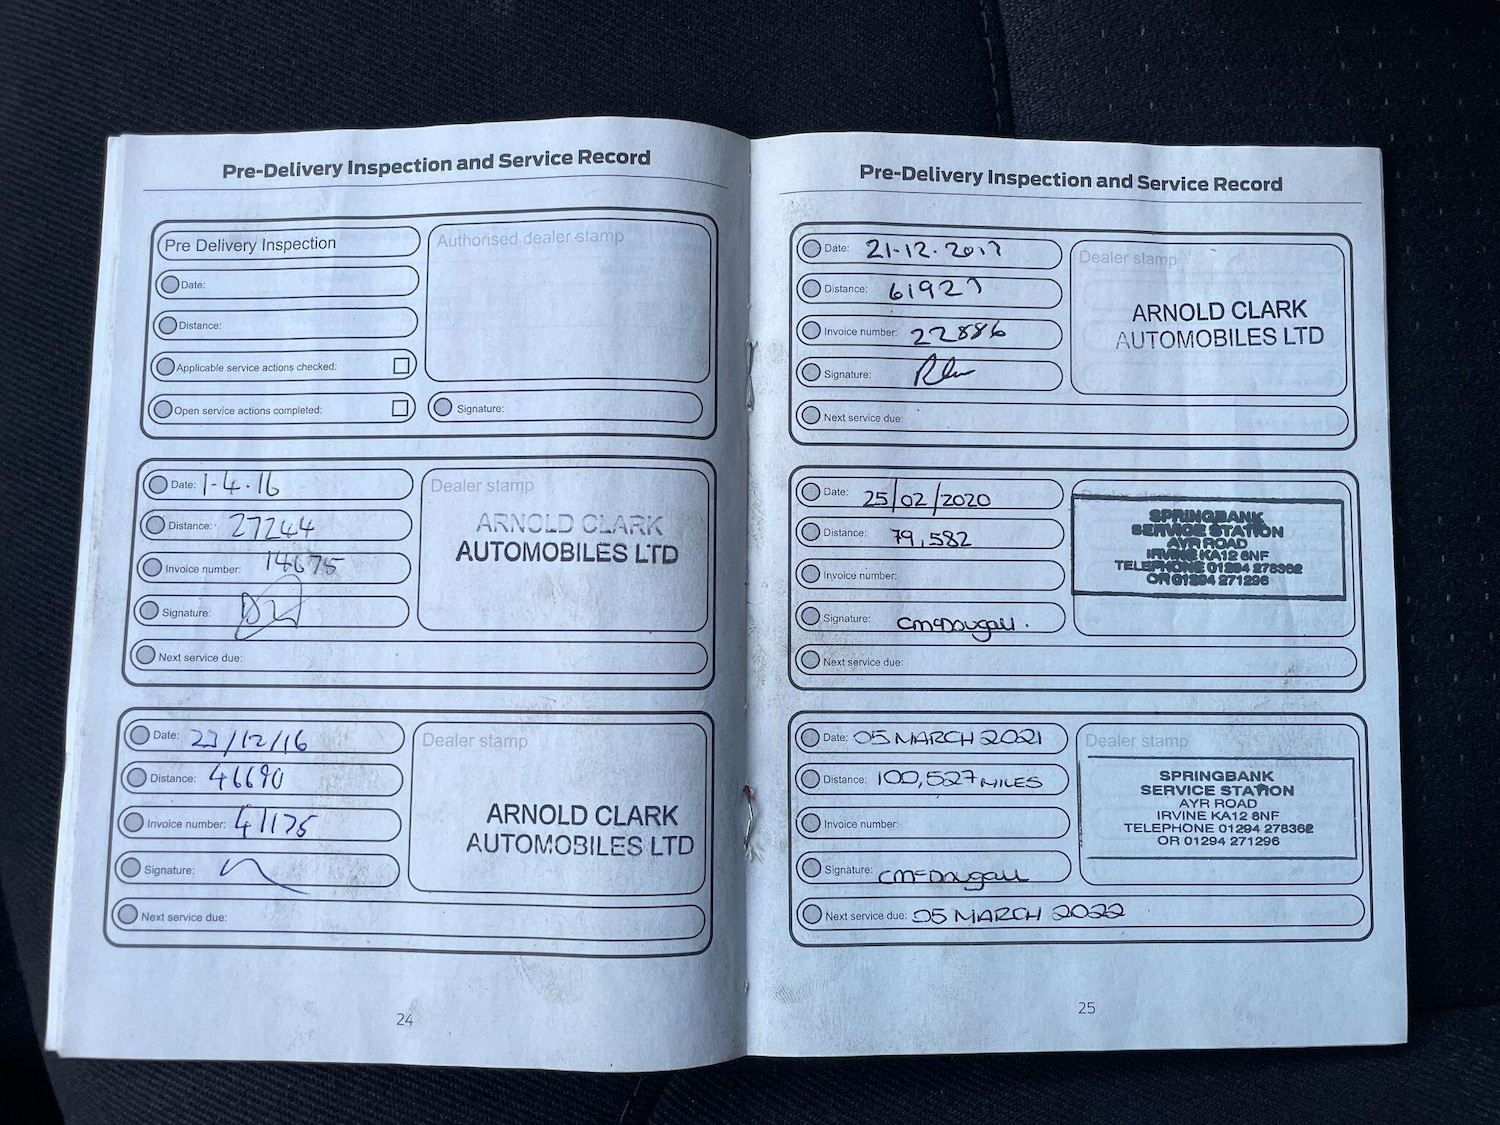 Pre-Delivery Inspection and Service Record
Pre Delivery Inspection
Authorised dealer stamp
Date:
Distance:
Applicable service actions checked:
Open service actions completed:
Signature:
Date: 1-4-16
Distance: 27244
Invoice number: 14675
Signature:
Next service due:
Dealer stamp
ARNOLD CLARK
AUTOMOBILES LTD
Date: 23/12/16
Distance: 46690
Invoice number: 41175
Signature:
Next service due:
Dealer stamp
ARNOLD CLARK
AUTOMOBILES LTD
24
Pre-Delivery Inspection and Service Record
Date: 21-12-2017
Distance: 61927
Invoice number: 22886
Signature:
Next service due:
Dealer stamp
ARNOLD CLARK
AUTOMOBILES LTD
Date: 25/02/2020
Distance: 79,582
Invoice number:
Signature: CMcDougall.
Next service due:
Dealer stamp
SPRINGBANK
SERVICE STATION
AYR ROAD
IRVINE KA12 8NF
TELEPHONE 01294 278362
OR 01294 271296
Date: 05 MARCH 2021
Distance: 100,527 MILES
Invoice number:
Signature: CMcDougall
Next service due: 05 MARCH 2022
Dealer stamp
SPRINGBANK
SERVICE STATION
AYR ROAD
IRVINE KA12 8NF
TELEPHONE 01294 278362
OR 01294 271296
25